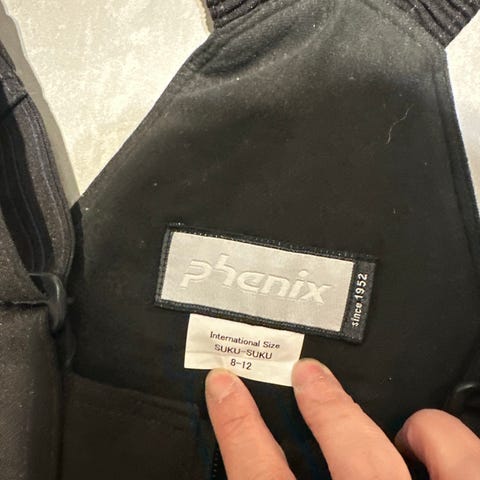 phenix
since 1952
International Size
SUKU-SUKU
8-12